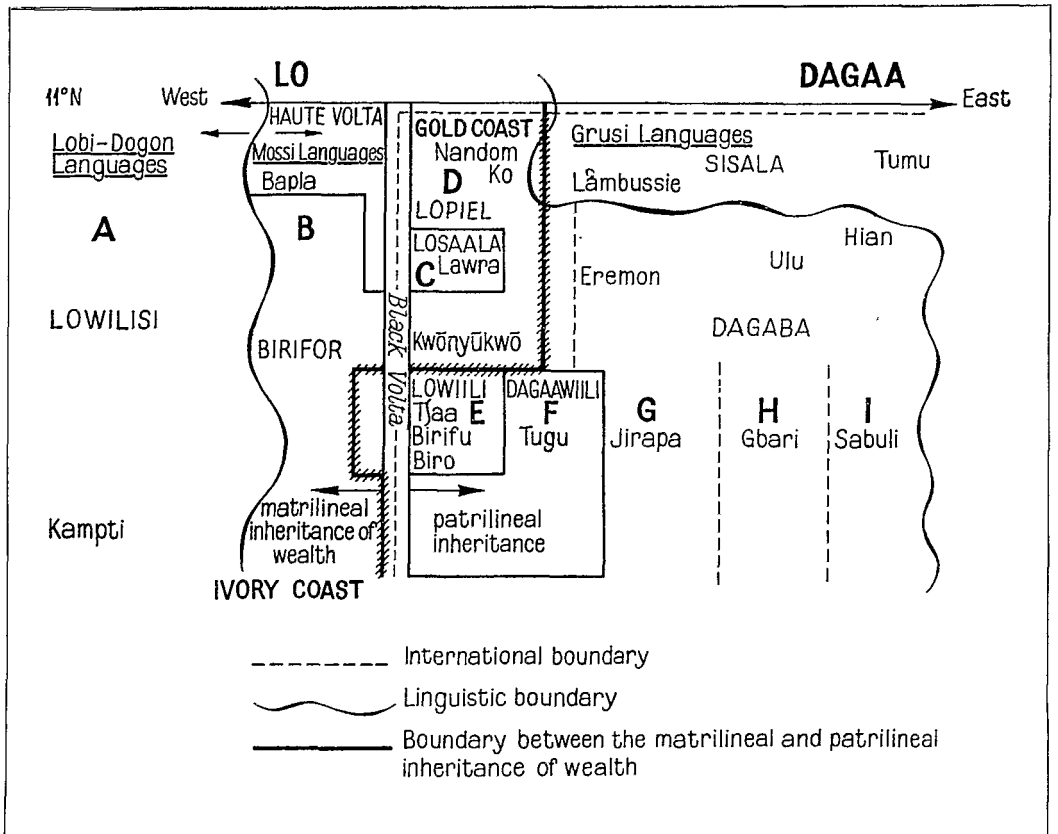 LO
DAGAA
11°N
West
East
HAUTE VOLTA
GOLD COAST
Grusi Languages
Lobi-Dogon
Languages
Mossi Languages
Nandom
SISALA
Tumu
Bapla
D
Ko
Lambussie
A
B
LOPIEL
LOSAALA
Hian
C
Lawra
Eremon
Ulu
LOWILISI
Black Volta
DAGABA
BIRIFOR
Kwōnyūkwō
LOWIILI
DAGAAWIILI
E
F
G
H
I
Birifu
Tugu
Jirapa
Gbari
Sabuli
Biro
matrilineal
inheritance of
wealth
patrilineal
inheritance
Kampti
IVORY COAST
International boundary
Linguistic boundary
Boundary between the matrilineal and patrilineal
inheritance of wealth